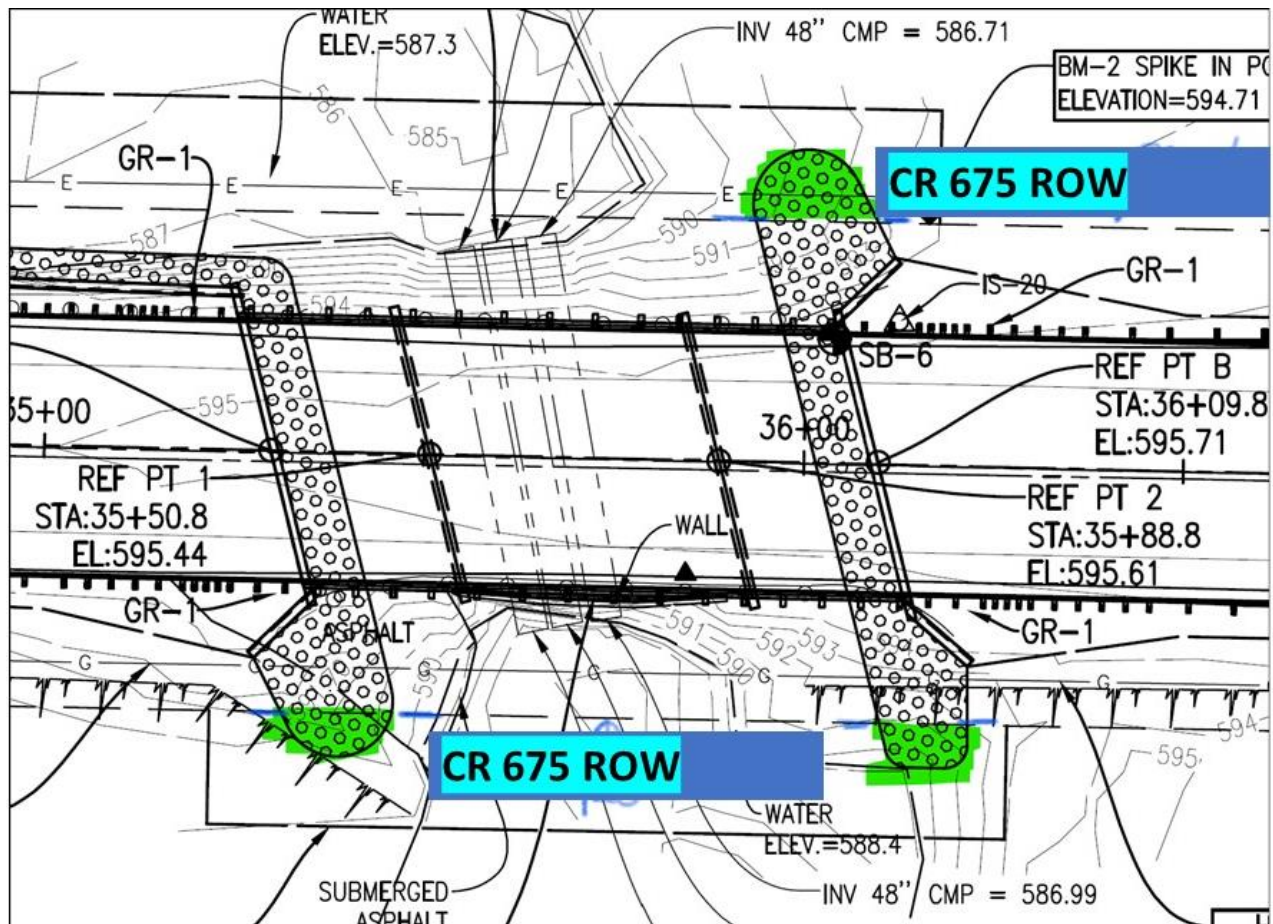 WATER
ELEV.=587.3
INV 48" CMP = 586.71
BM-2 SPIKE IN PO
ELEVATION=594.71
586
585
GR-1
CR 675 ROW
E
E
E
E
E
587
590
591
594
IS-20
GR-1
SB-6
REF PT B
STA:36+09.8
EL:595.71
595
35+00
36+00
REF PT 1
STA:35+50.8
EL:595.44
REF PT 2
STA:35+88.8
EL:595.61
WALL
GR-1
ASPHALT
591
592
593
590
GR-1
G
G
G
G
G
594
595
CR 675 ROW
WATER
ELEV.=588.4
SUBMERGED
ASPHALT
INV 48" CMP = 586.99